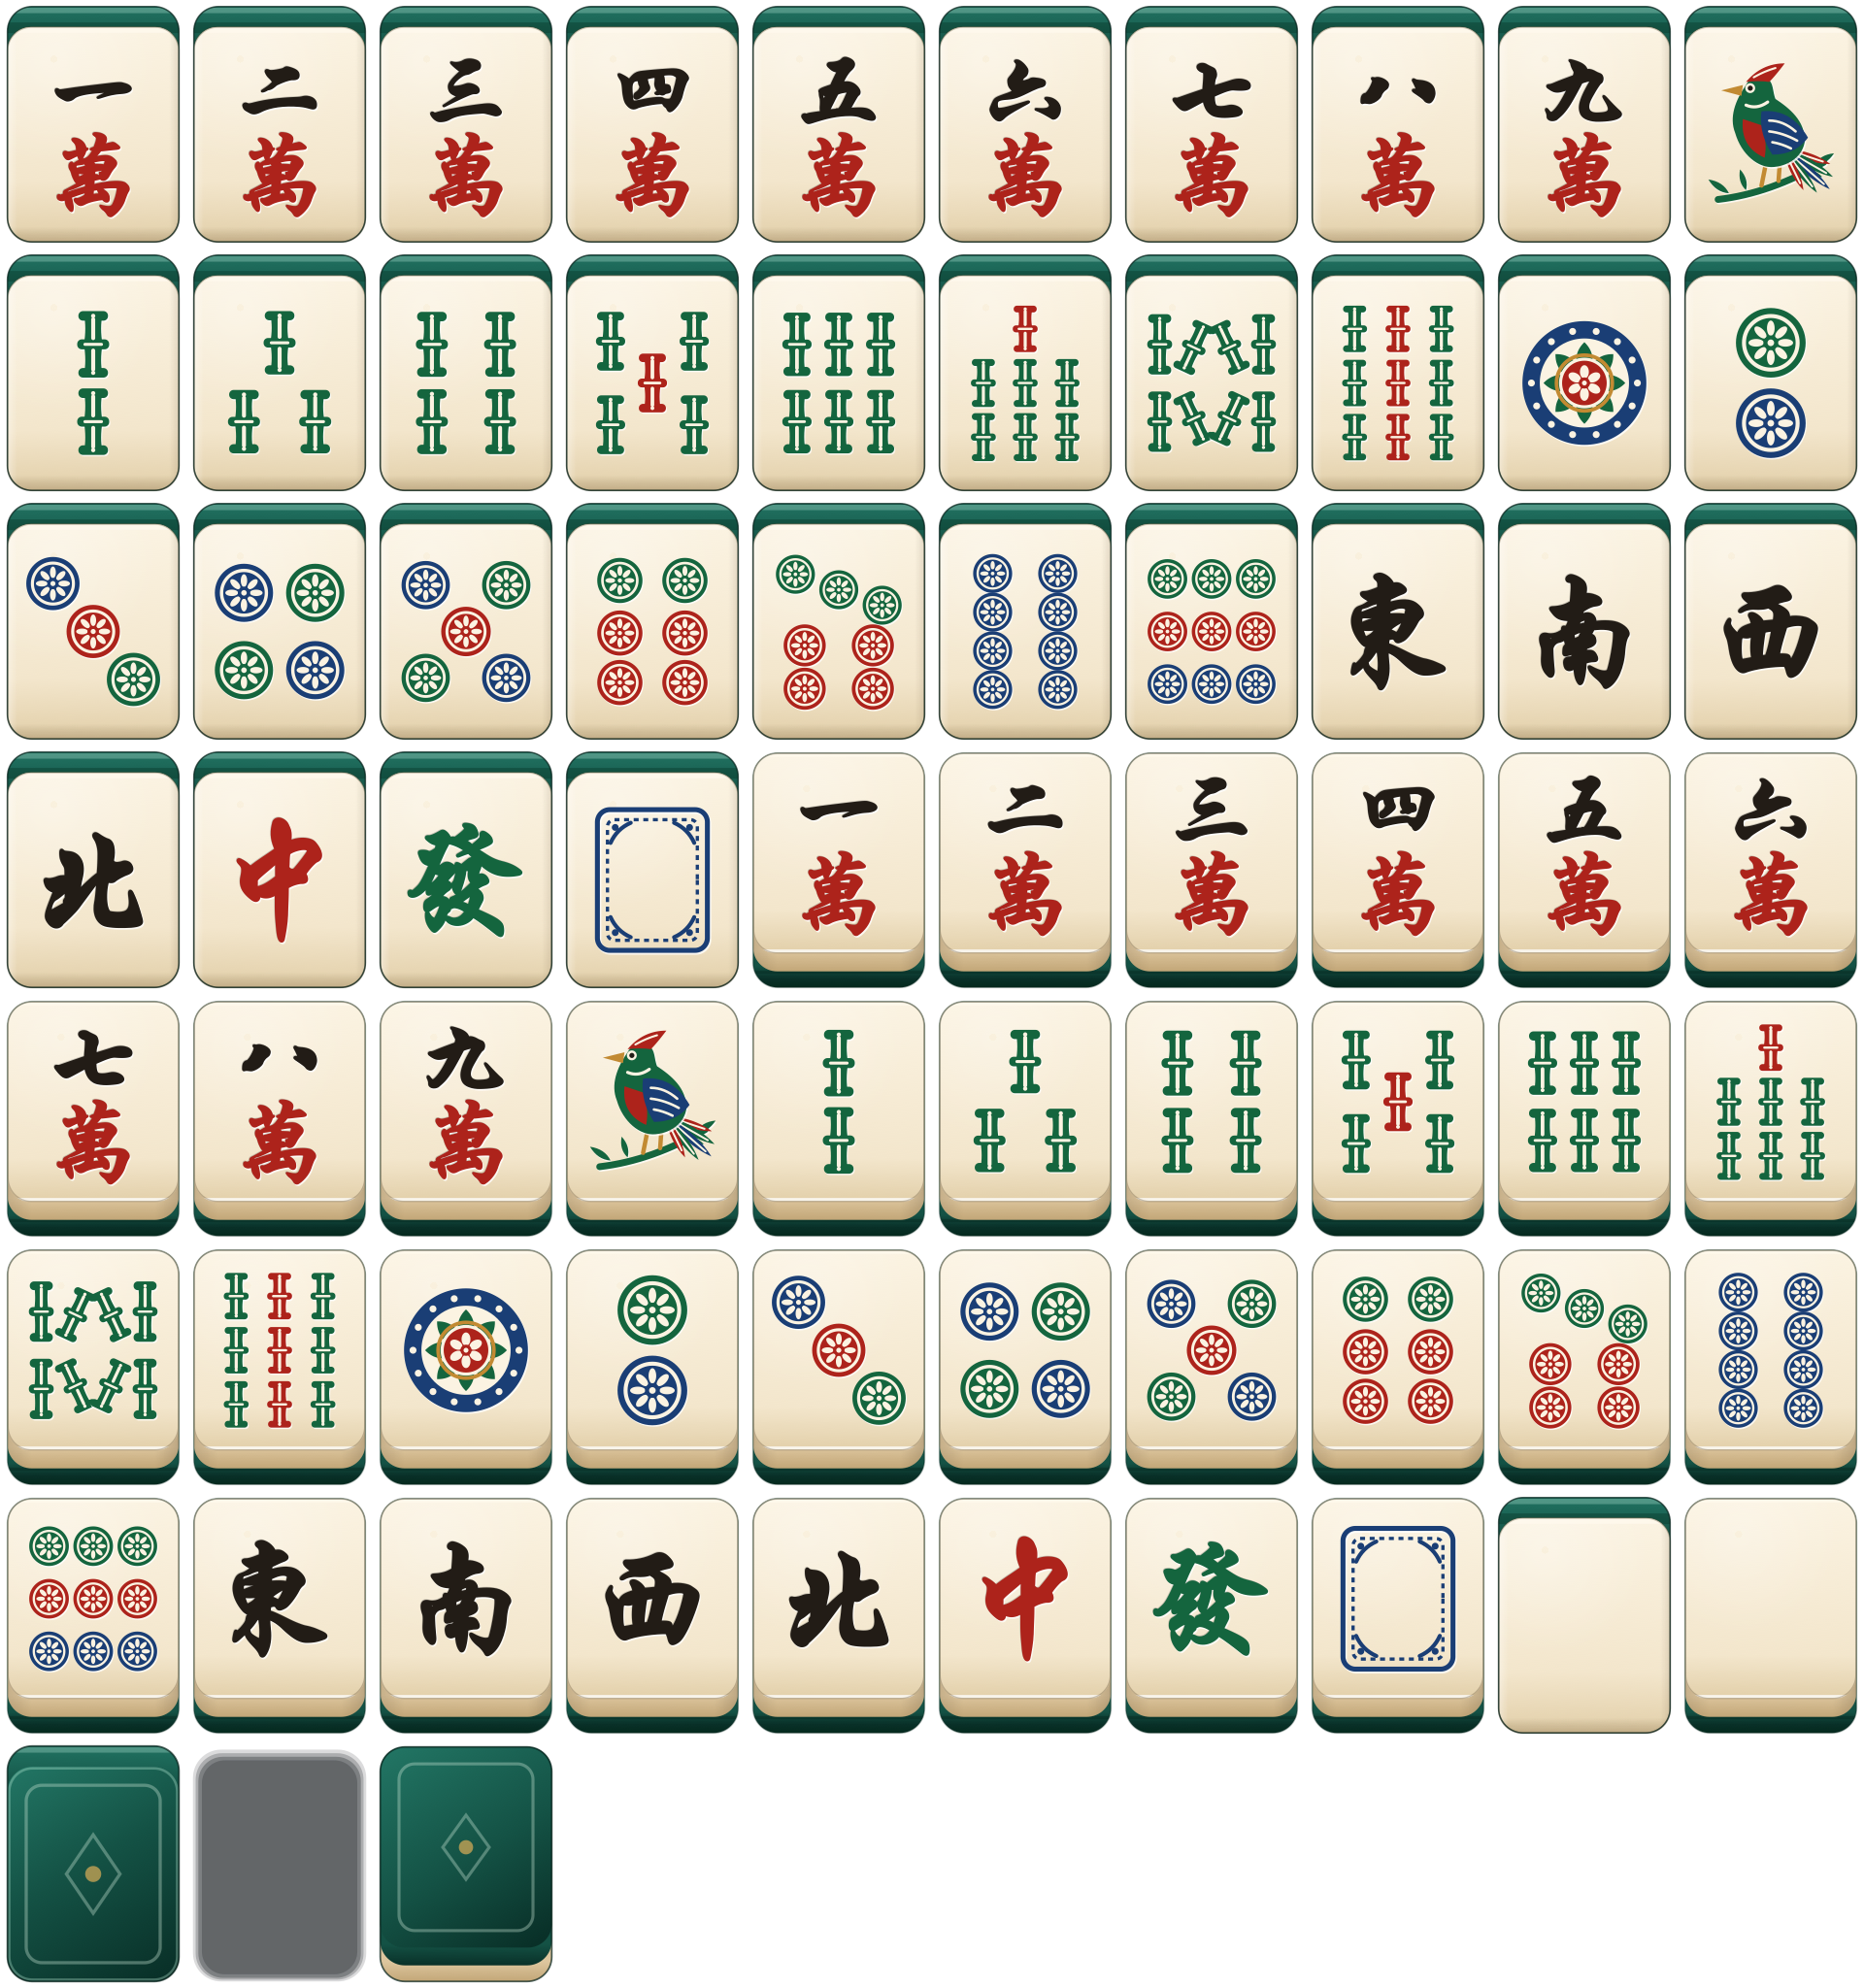 一 二 三 四 五 六 七 八 九
萬 萬 萬 萬 萬 萬 萬 萬 萬
東 南 西
北 中 發
一 二 三 四 五 六
萬 萬 萬 萬 萬 萬
七 八 九
萬 萬 萬
東 南 西 北 中 發